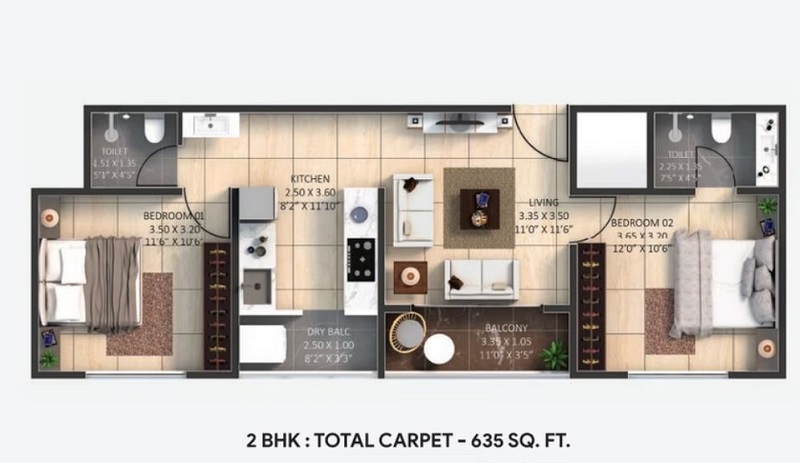 TOILET
1.51 X 1.35
5'1" X 4'5"
KITCHEN
2.50 X 3.60
8'2" X 11'10"
TOILET
2.25 X 1.35
7'5" X 4'5"
BEDROOM 01
3.50 X 3.20
11'6" X 10'6"
LIVING
3.35 X 3.50
11'0" X 11'6"
BEDROOM 02
3.65 X 3.20
12'0" X 10'6"
DRY BALC
2.50 X 1.00
8'2" X 3'3"
BALCONY
3.35 X 1.05
11'0" X 3'5"
2 BHK : TOTAL CARPET - 635 SQ. FT.